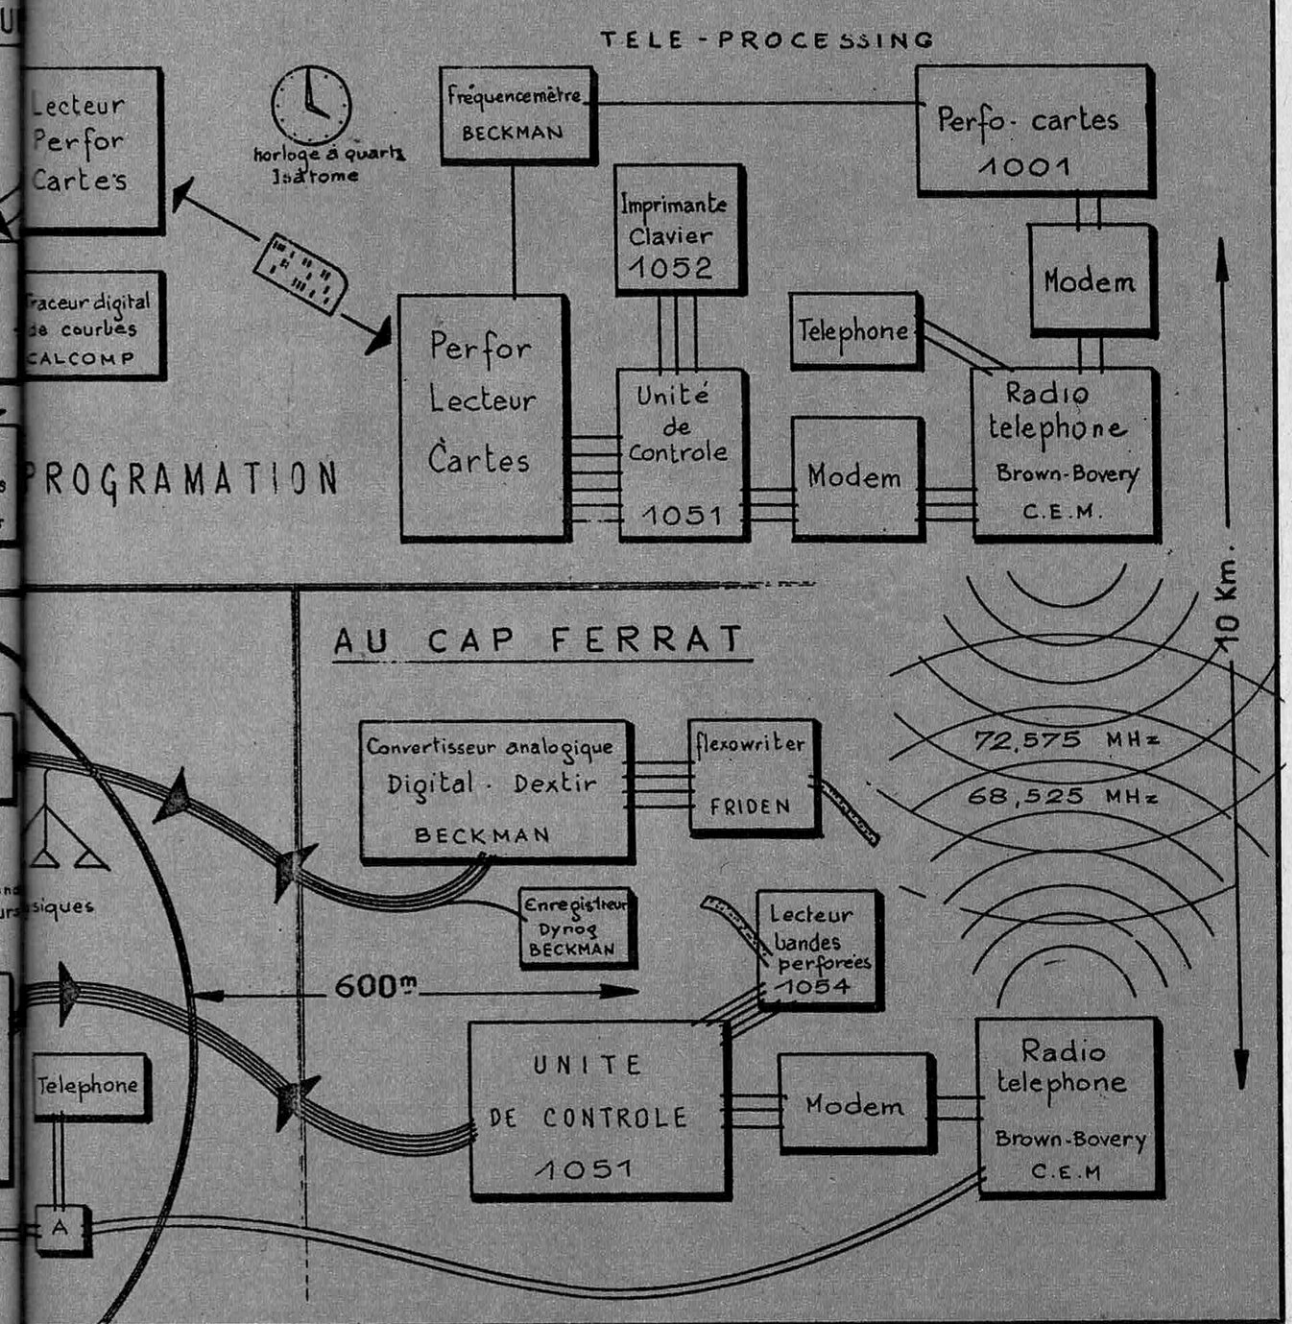 TELE-PROCESSING
Lecteur
Perfor
Cartes
horloge à quartz
Isatome
Fréquencemètre
BECKMAN
Perfo-cartes
1001
Imprimante
Clavier
1052
Modem
Traceur digital
de courbes
CALCOMP
Perfor
Lecteur
Cartes
Telephone
Unité
de
Controle
1051
Modem
Radio
telephone
Brown-Bovery
C.E.M.
PROGRAMATION
10 Km.
AU CAP FERRAT
Convertisseur analogique
Digital - Dextir
BECKMAN
flexowriter
FRIDEN
72,575 MHz
68,525 MHz
siques
Enregistreur
Dynog
BECKMAN
Lecteur
bandes
perforées
1054
600m
UNITE
DE CONTROLE
1051
Modem
Radio
telephone
Brown-Bovery
C.E.M
Telephone
A